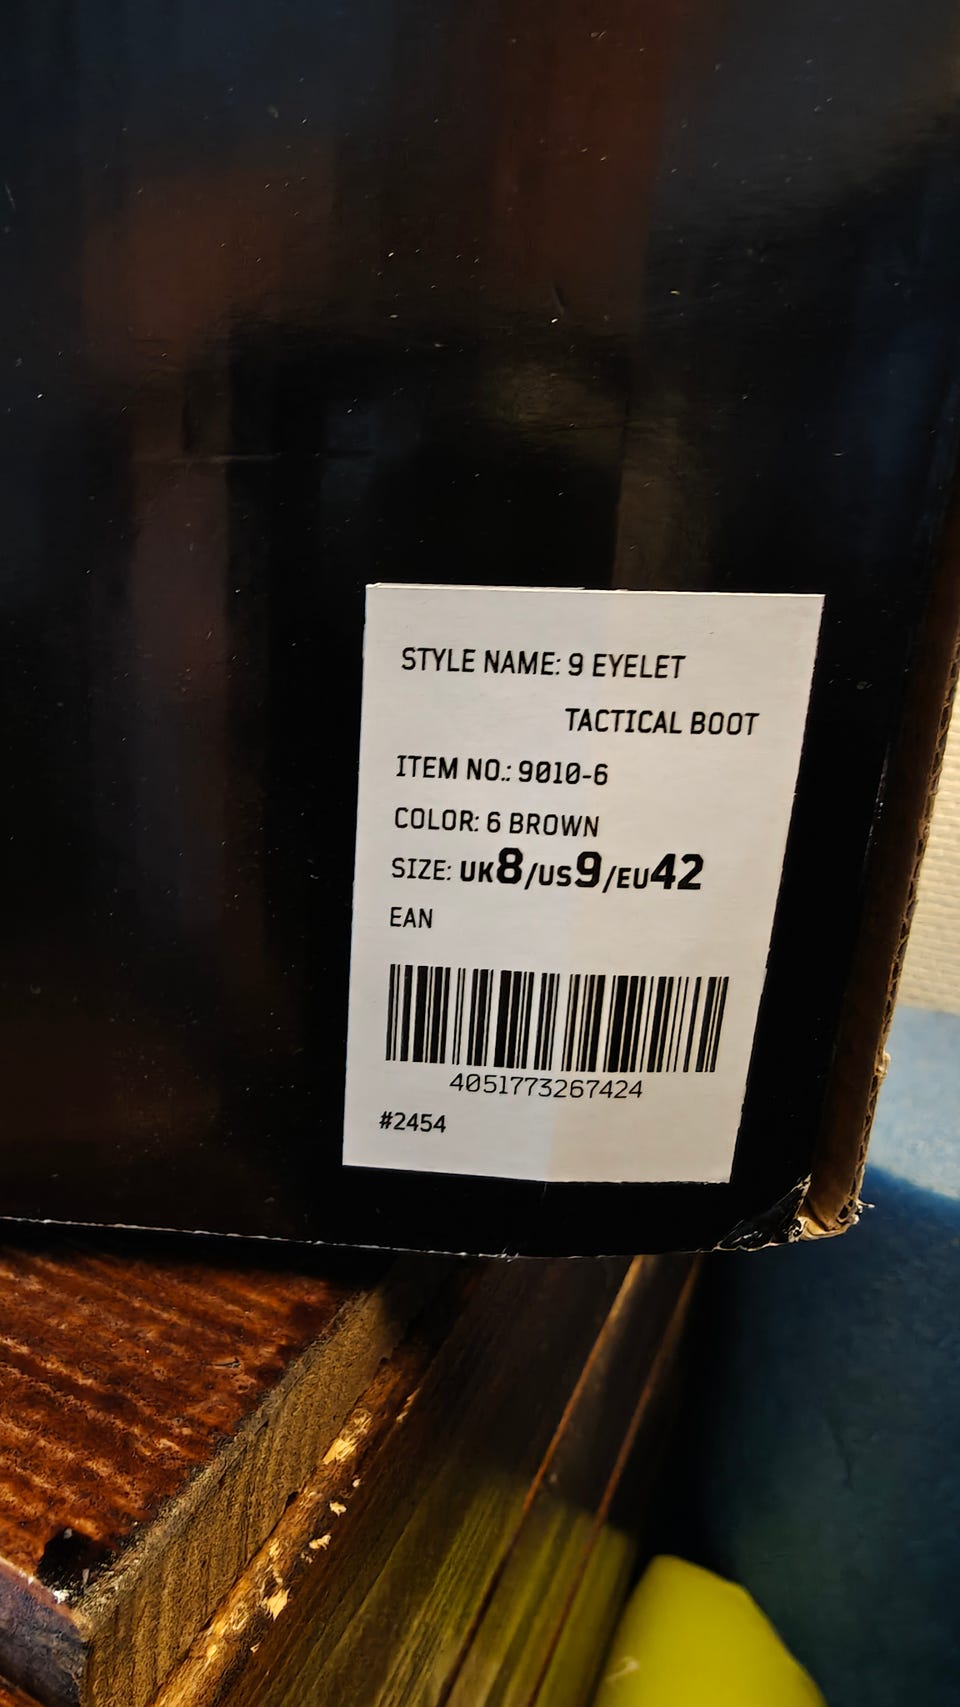 STYLE NAME: 9 EYELET
TACTICAL BOOT
ITEM NO.: 9010-6
COLOR: 6 BROWN
SIZE: UK8/US9/EU42
EAN
4051773267424
#2454